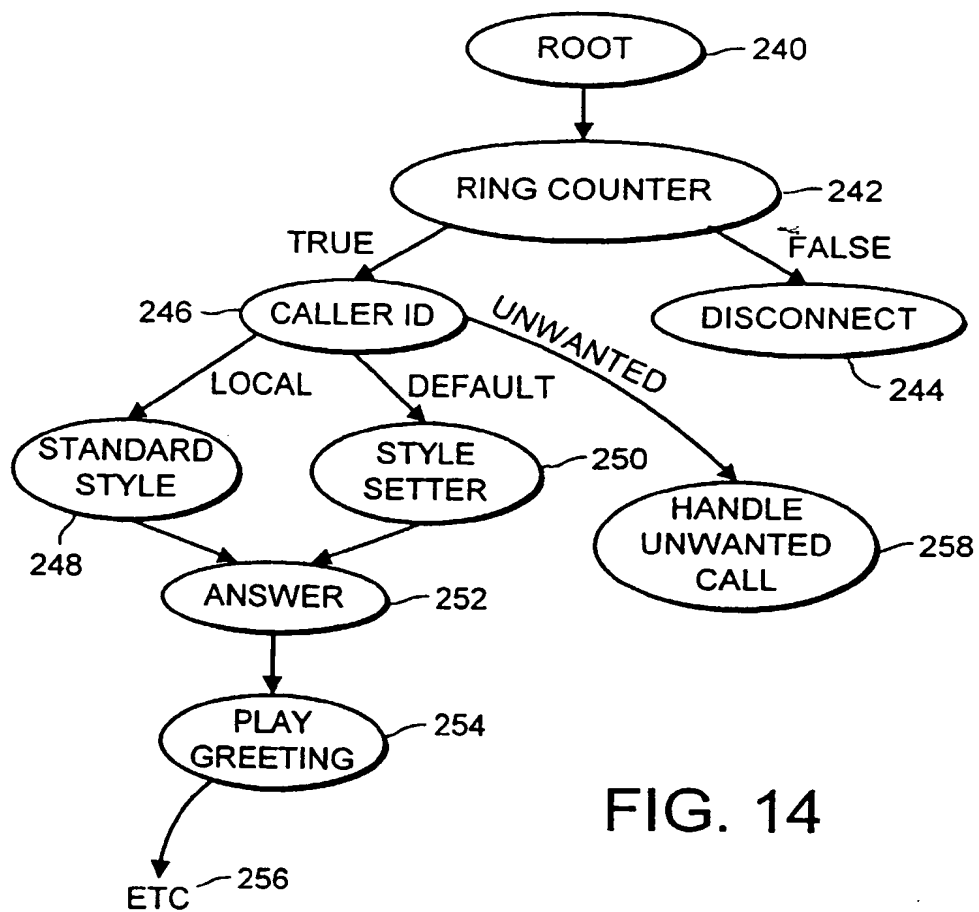 ROOT
240
RING COUNTER
242
TRUE
FALSE
246
CALLER ID
UNWANTED
DISCONNECT
244
LOCAL
DEFAULT
STANDARD
STYLE
248
STYLE
SETTER
250
HANDLE
UNWANTED
CALL
258
ANSWER
252
PLAY
GREETING
254
ETC
256
FIG. 14